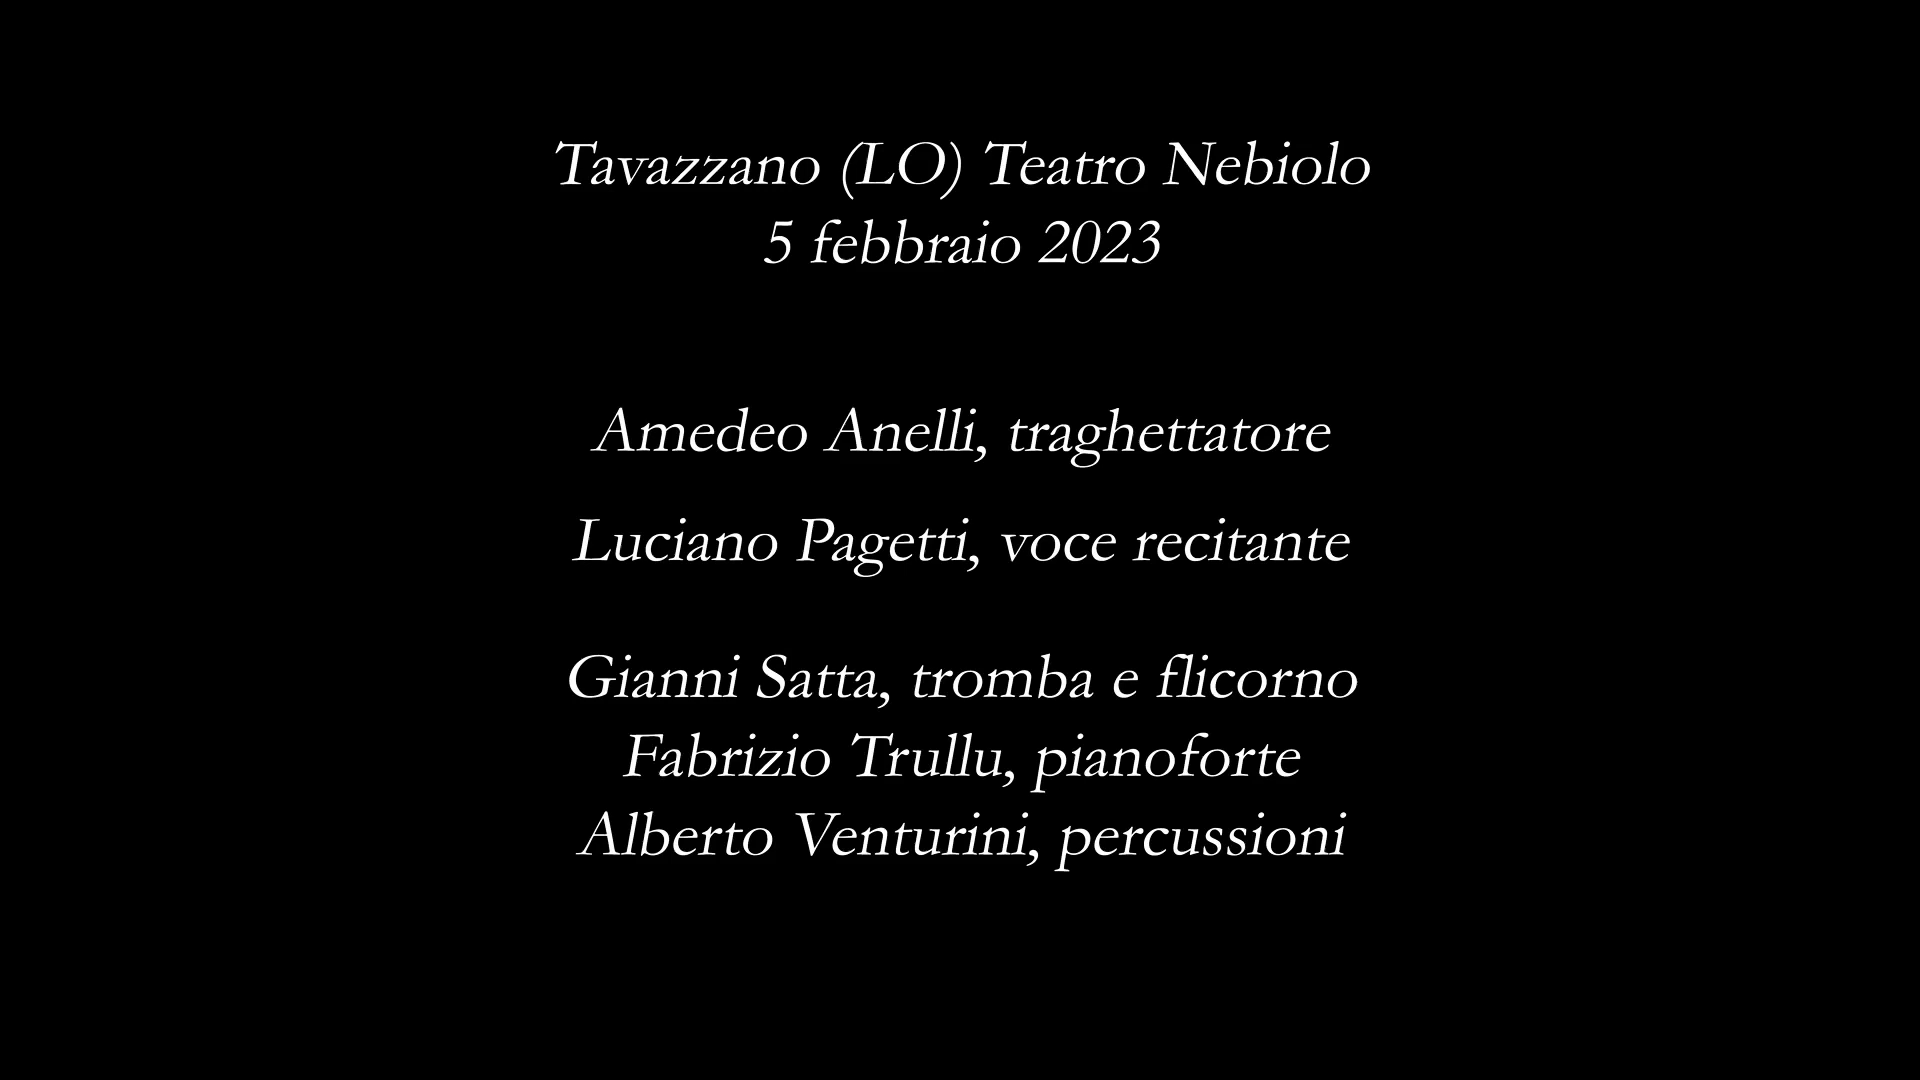 Tavazzano (LO) Teatro Nebiolo
5 febbraio 2023
Amedeo Anelli, traghettatore
Luciano Pagetti, voce recitante
Gianni Satta, tromba e flicorno
Fabrizio Trullu, pianoforte
Alberto Venturini, percussioni